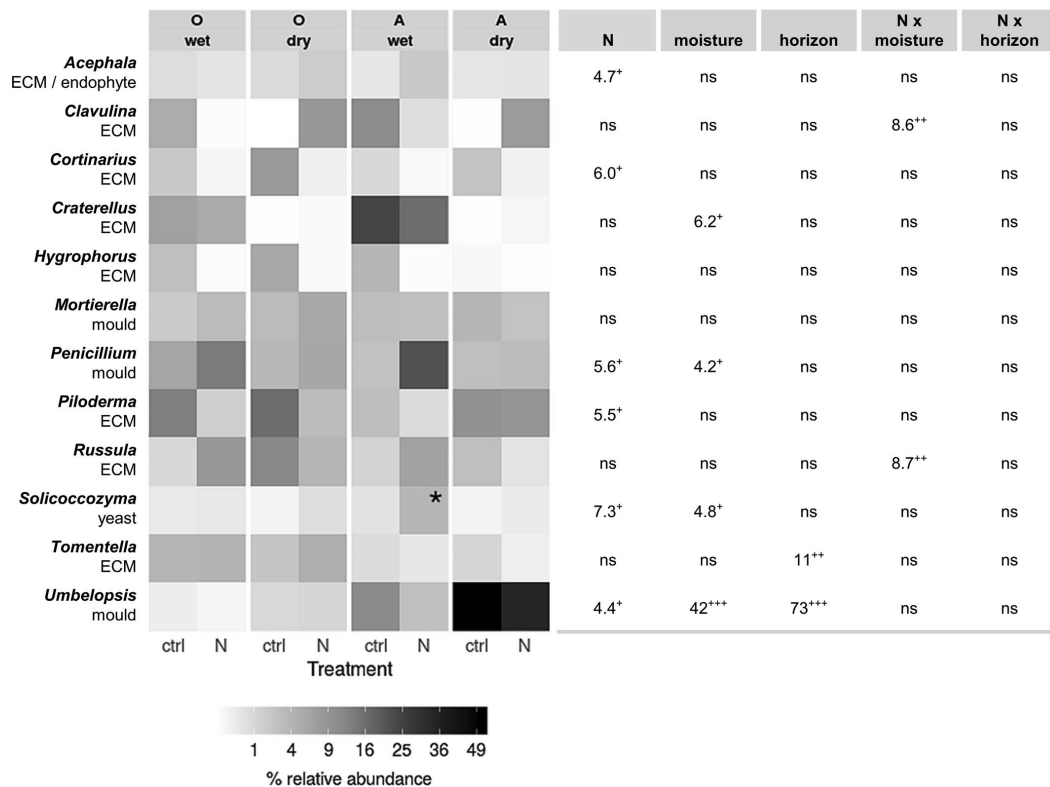 O O A A
wet dry wet dry
N moisture horizon N x moisture N x horizon
Acephala
ECM / endophyte 4.7⁺ ns ns ns ns
Clavulina
ECM ns ns ns 8.6⁺⁺ ns
Cortinarius
ECM 6.0⁺ ns ns ns ns
Craterellus
ECM ns 6.2⁺ ns ns ns
Hygrophorus
ECM ns ns ns ns ns
Mortierella
mould ns ns ns ns ns
Penicillium
mould 5.6⁺ 4.2⁺ ns ns ns
Piloderma
ECM 5.5⁺ ns ns ns ns
Russula
ECM ns ns ns 8.7⁺⁺ ns
Solicoccozyma *
yeast 7.3⁺ 4.8⁺ ns ns ns
Tomentella
ECM ns ns 11⁺⁺ ns ns
Umbelopsis
mould 4.4⁺ 42⁺⁺⁺ 73⁺⁺⁺ ns ns
ctrl N ctrl N ctrl N ctrl N
Treatment
1 4 9 16 25 36 49
% relative abundance